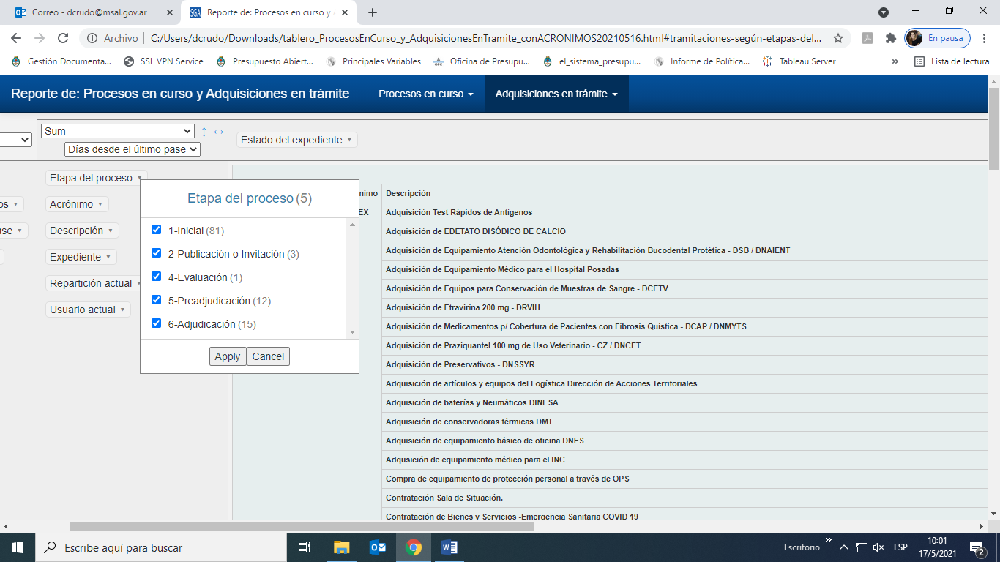 Correo - dcrudo@msal.gov.ar
SGA Reporte de: Procesos en curso y
Archivo C:/Users/dcrudo/Downloads/tablero_ProcesosEnCurso_y_AdquisicionesEnTramite_conACRONIMOS20210516.html#tramitaciones-según-etapas-del...
En pausa
Gestión Documenta... SSL VPN Service Presupuesto Abiert... Principales Variables Oficina de Presupu... el_sistema_presupu... Informe de Política... Tableau Server » Lista de lectura
Reporte de: Procesos en curso y Adquisiciones en trámite Procesos en curso Adquisiciones en trámite
Sum
Días desde el último pase
Estado del expediente
Etapa del proceso
os
Acrónimo
ase
Descripción
Expediente
Repartición actual
Usuario actual
Etapa del proceso (5)
1-Inicial (81)
2-Publicación o Invitación (3)
4-Evaluación (1)
5-Preadjudicación (12)
6-Adjudicación (15)
Apply Cancel
nimo Descripción
EX Adquisición Test Rápidos de Antígenos
Adquisición de EDETATO DISÓDICO DE CALCIO
Adquisición de Equipamiento Atención Odontológica y Rehabilitación Bucodental Protética - DSB / DNAIENT
Adquisición de Equipamiento Médico para el Hospital Posadas
Adquisición de Equipos para Conservación de Muestras de Sangre - DCETV
Adquisición de Etravirina 200 mg - DRVIH
Adquisición de Medicamentos p/ Cobertura de Pacientes con Fibrosis Quística - DCAP / DNMYTS
Adquisición de Praziquantel 100 mg de Uso Veterinario - CZ / DNCET
Adquisición de Preservativos - DNSSYR
Adquisición de artículos y equipos del Logística Dirección de Acciones Territoriales
Adquisición de baterías y Neumáticos DINESA
Adquisición de conservadoras térmicas DMT
Adquisición de equipamiento básico de oficina DNES
Adqusición de equipamiento médico para el INC
Compra de equipamiento de protección personal a través de OPS
Contratación Sala de Situación.
Contratación de Bienes y Servicios -Emergencia Sanitaria COVID 19
Escribe aquí para buscar
Escritorio »
ESP
10:01
17/5/2021
2